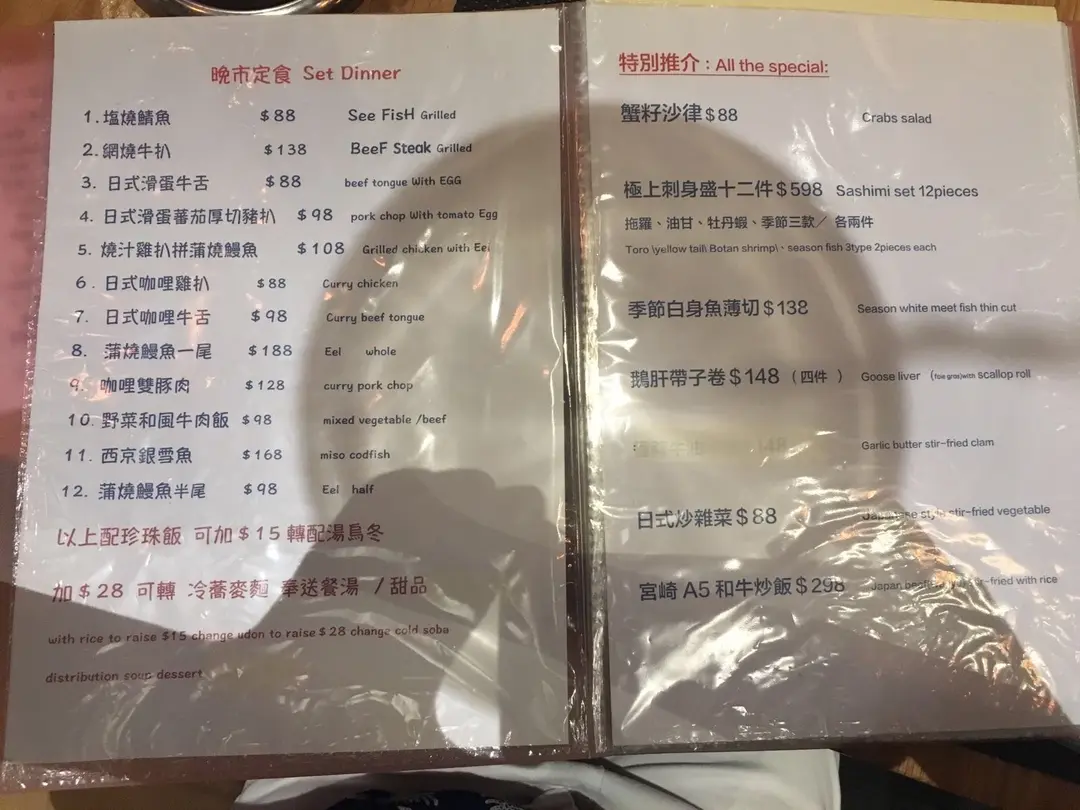 晚市定食 Set Dinner
1. 塩燒鯖魚 $88 See FisH Grilled
2. 網燒牛扒 $138 BeeF Steak Grilled
3. 日式滑蛋牛舌 $88 beef tongue With EGG
4. 日式滑蛋蕃茄厚切豬扒 $98 pork chop With tomato Egg
5. 燒汁雞扒拼蒲燒鰻魚 $108 Grilled chicken with Eel
6. 日式咖哩雞扒 $88 Curry chicken
7. 日式咖哩牛舌 $98 Curry beef tongue
8. 蒲燒鰻魚一尾 $188 Eel whole
9. 咖哩雙豚肉 $128 curry pork chop
10. 野菜和風牛肉飯 $98 mixed vegetable /beef
11. 西京銀雪魚 $168 miso codfish
12. 蒲燒鰻魚半尾 $98 Eel half
以上配珍珠飯 可加$15轉配湯烏冬
加$28 可轉 冷蕎麥麵 奉送餐湯 / 甜品
with rice to raise $15 change udon to raise $28 change cold soba
distribution soup dessert
特別推介：All the special:
蟹籽沙律$88 Crabs salad
極上刺身盛十二件$598 Sashimi set 12pieces
拖羅、油甘、牡丹蝦、季節三款／ 各兩件
Toro \yellow tail\ Botan shrimp\、season fish 3type 2pieces each
季節白身魚薄切$138 Season white meet fish thin cut
鵝肝帶子卷$148（四件 ） Goose liver （foie gras)with scallop roll
148 Garlic butter stir-fried clam
日式炒雜菜$88 Japanese style stir-fried vegetable
宮崎 A5 和牛炒飯$298 stir-fried with rice